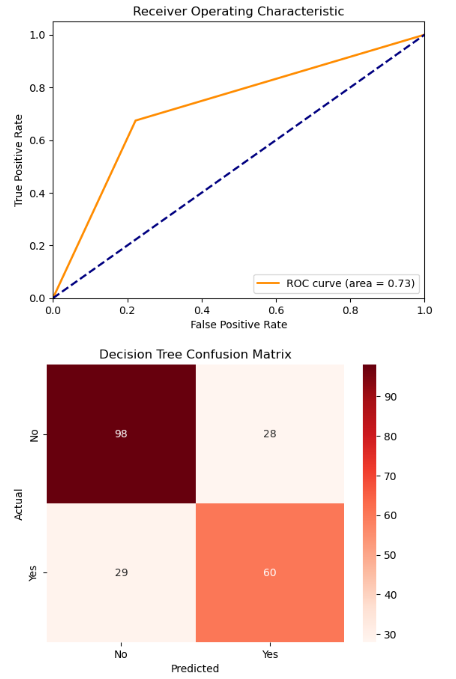 Receiver Operating Characteristic
1.0
0.8
0.6
0.4
0.2
0.0
True Positive Rate
ROC curve (area = 0.73)
0.0 0.2 0.4 0.6 0.8 1.0
False Positive Rate
Decision Tree Confusion Matrix
No
Yes
Actual
98 28
29 60
No Yes
Predicted
90
80
70
60
50
40
30